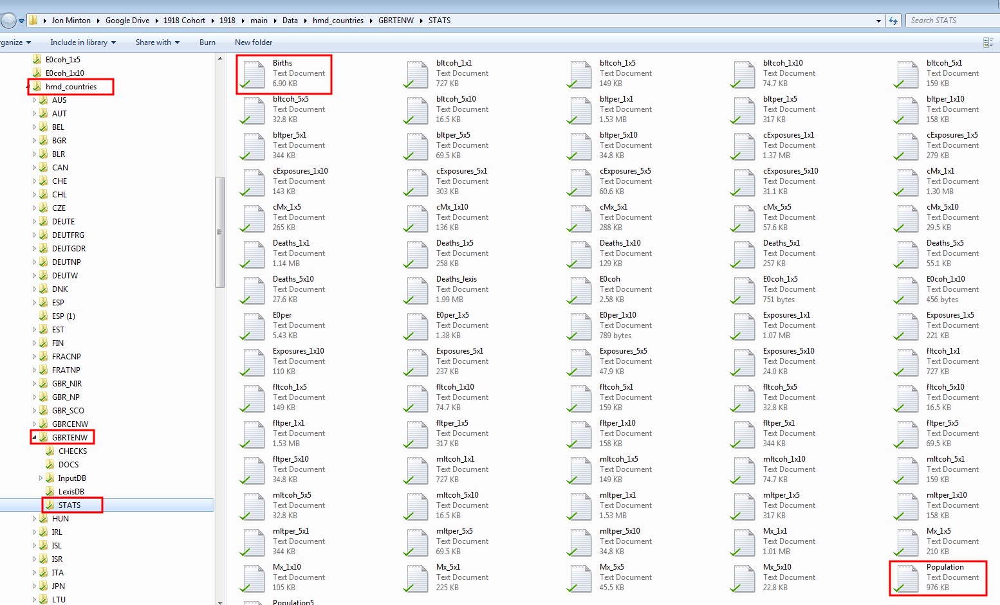 Jon Minton Google Drive 1918 Cohort 1918 main Data hmd_countries GBRTENW STATS
Search STATS
rganize Include in library Share with Burn New folder
E0coh_1x5
E0coh_1x10
hmd_countries
AUS
AUT
BEL
BGR
BLR
CAN
CHE
CHL
CZE
DEUTE
DEUTFRG
DEUTGDR
DEUTNP
DEUTW
DNK
ESP
ESP (1)
EST
FIN
FRACNP
FRATNP
GBR_NIR
GBR_NP
GBR_SCO
GBRCENW
GBRTENW
CHECKS
DOCS
InputDB
LexisDB
STATS
HUN
IRL
ISL
ISR
ITA
JPN
LTU
Births bltcoh_1x1 bltcoh_1x5 bltcoh_1x10 bltcoh_5x1
Text Document Text Document Text Document Text Document Text Document
6.90 KB 727 KB 149 KB 74.7 KB 159 KB
bltcoh_5x5 bltcoh_5x10 bltper_1x1 bltper_1x5 bltper_1x10
Text Document Text Document Text Document Text Document Text Document
32.8 KB 16.5 KB 1.53 MB 317 KB 158 KB
bltper_5x1 bltper_5x5 bltper_5x10 cExposures_1x1 cExposures_1x5
Text Document Text Document Text Document Text Document Text Document
344 KB 69.5 KB 34.8 KB 1.37 MB 279 KB
cExposures_1x10 cExposures_5x1 cExposures_5x5 cExposures_5x10 cMx_1x1
Text Document Text Document Text Document Text Document Text Document
143 KB 303 KB 60.6 KB 31.1 KB 1.30 MB
cMx_1x5 cMx_1x10 cMx_5x1 cMx_5x5 cMx_5x10
Text Document Text Document Text Document Text Document Text Document
265 KB 136 KB 288 KB 57.6 KB 29.5 KB
Deaths_1x1 Deaths_1x5 Deaths_1x10 Deaths_5x1 Deaths_5x5
Text Document Text Document Text Document Text Document Text Document
1.14 MB 258 KB 129 KB 257 KB 55.1 KB
Deaths_5x10 Deaths_lexis E0coh E0coh_1x5 E0coh_1x10
Text Document Text Document Text Document Text Document Text Document
27.6 KB 1.99 MB 2.58 KB 751 bytes 456 bytes
E0per E0per_1x5 E0per_1x10 Exposures_1x1 Exposures_1x5
Text Document Text Document Text Document Text Document Text Document
5.43 KB 1.38 KB 789 bytes 1.07 MB 221 KB
Exposures_1x10 Exposures_5x1 Exposures_5x5 Exposures_5x10 fltcoh_1x1
Text Document Text Document Text Document Text Document Text Document
110 KB 237 KB 47.9 KB 24.0 KB 727 KB
fltcoh_1x5 fltcoh_1x10 fltcoh_5x1 fltcoh_5x5 fltcoh_5x10
Text Document Text Document Text Document Text Document Text Document
149 KB 74.7 KB 159 KB 32.8 KB 16.5 KB
fltper_1x1 fltper_1x5 fltper_1x10 fltper_5x1 fltper_5x5
Text Document Text Document Text Document Text Document Text Document
1.53 MB 317 KB 158 KB 344 KB 69.5 KB
fltper_5x10 mltcoh_1x1 mltcoh_1x5 mltcoh_1x10 mltcoh_5x1
Text Document Text Document Text Document Text Document Text Document
34.8 KB 727 KB 149 KB 74.7 KB 159 KB
mltcoh_5x5 mltcoh_5x10 mltper_1x1 mltper_1x5 mltper_1x10
Text Document Text Document Text Document Text Document Text Document
32.8 KB 16.5 KB 1.53 MB 317 KB 158 KB
mltper_5x1 mltper_5x5 mltper_5x10 Mx_1x1 Mx_1x5
Text Document Text Document Text Document Text Document Text Document
344 KB 69.5 KB 34.8 KB 1.01 MB 210 KB
Mx_1x10 Mx_5x1 Mx_5x5 Mx_5x10 Population
Text Document Text Document Text Document Text Document Text Document
105 KB 225 KB 45.5 KB 22.8 KB 976 KB
Population5